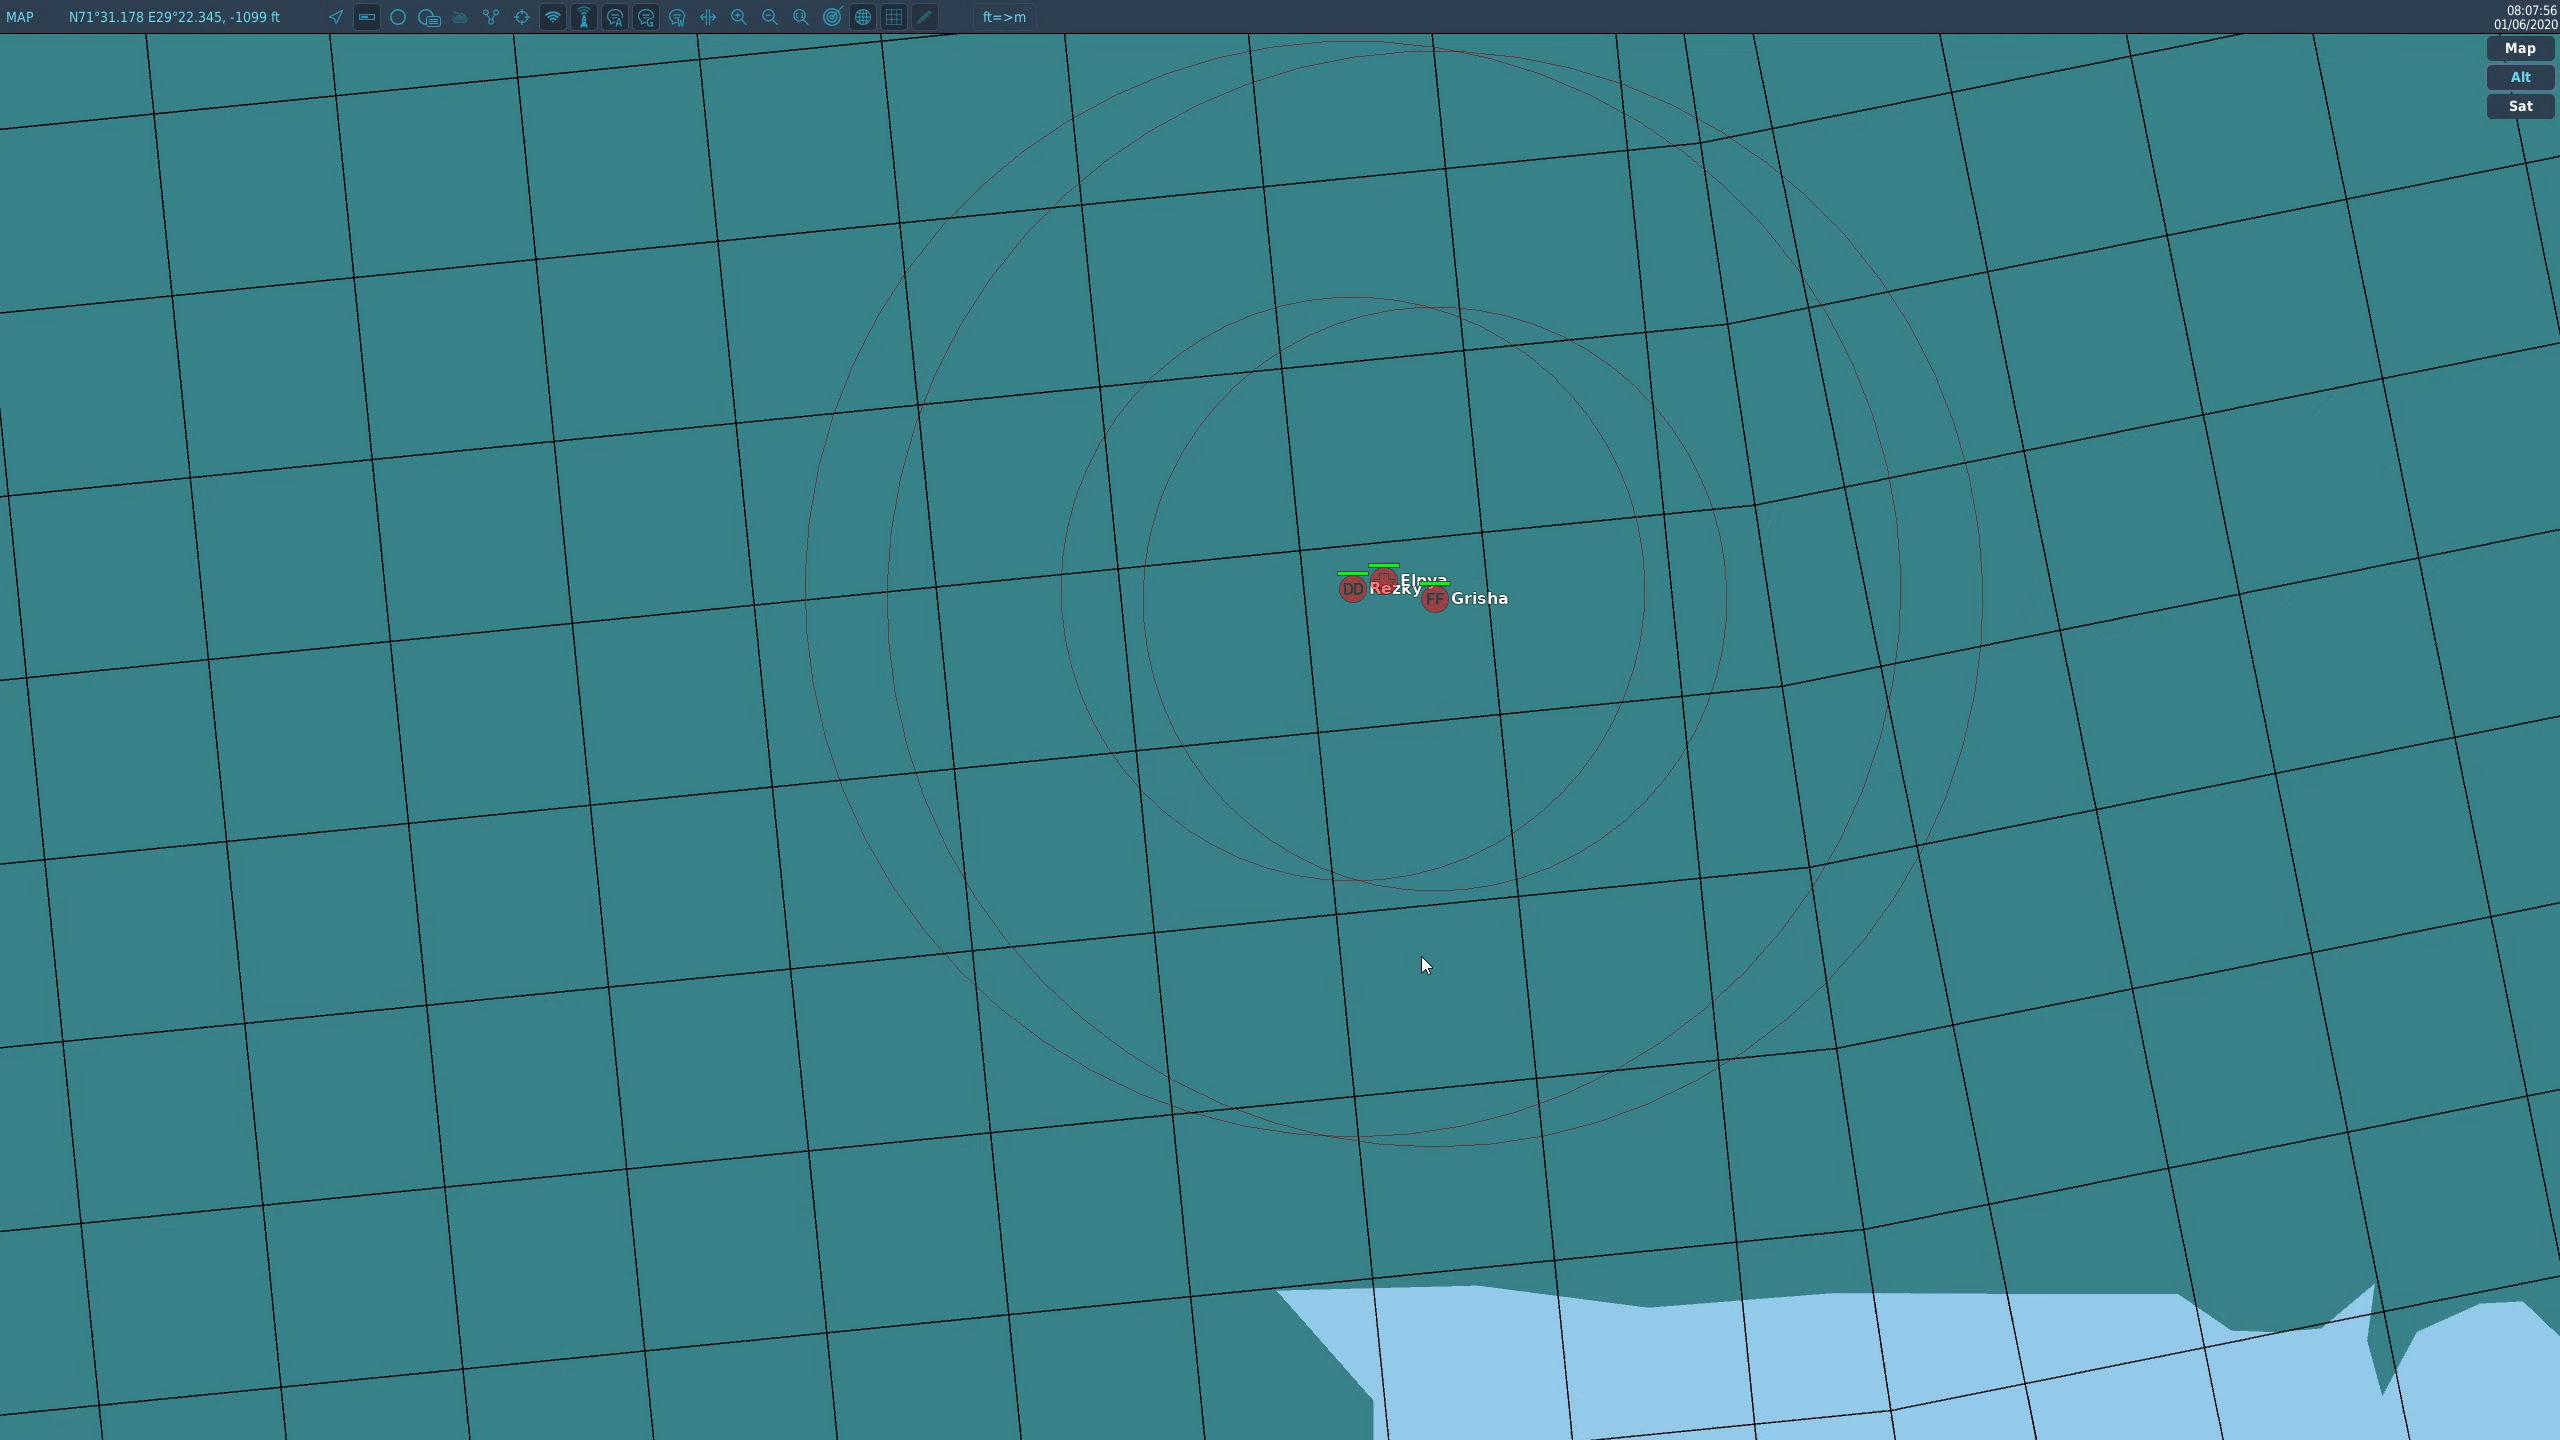 MAP N71°31.178 E29°22.345, -1099 ft ft=>m 08:07:56
01/06/2020
Map
Alt
Sat
Elnya
DD Rezky
FF Grisha